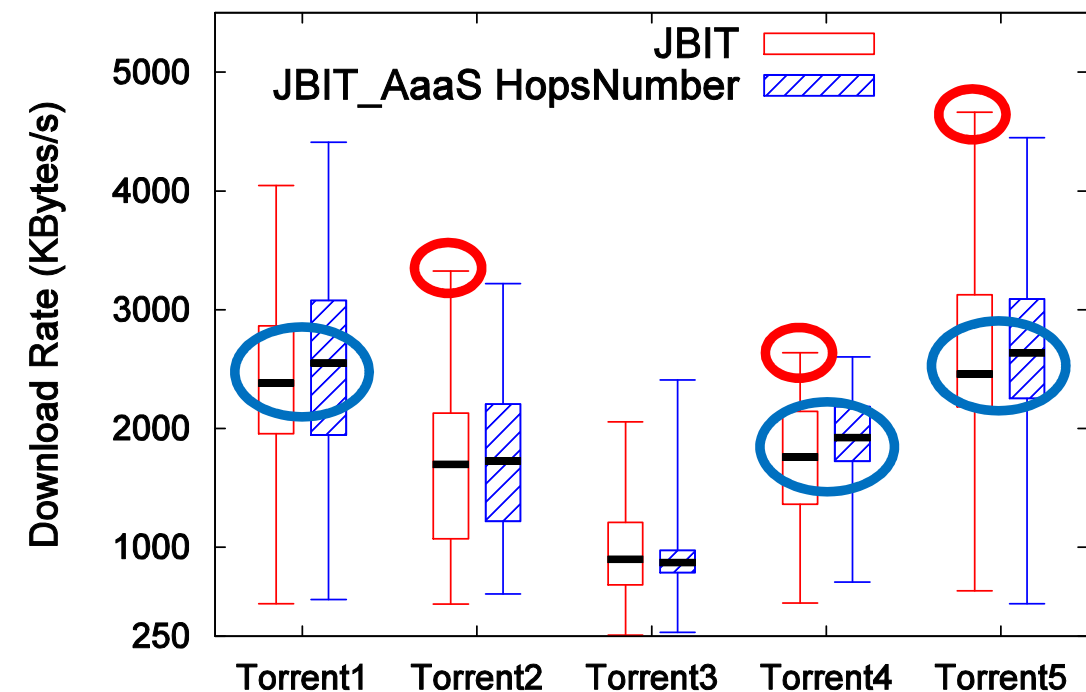 JBIT
JBIT_AaaS HopsNumber
Download Rate (KBytes/s)
5000
4000
3000
2000
1000
250
Torrent1 Torrent2 Torrent3 Torrent4 Torrent5